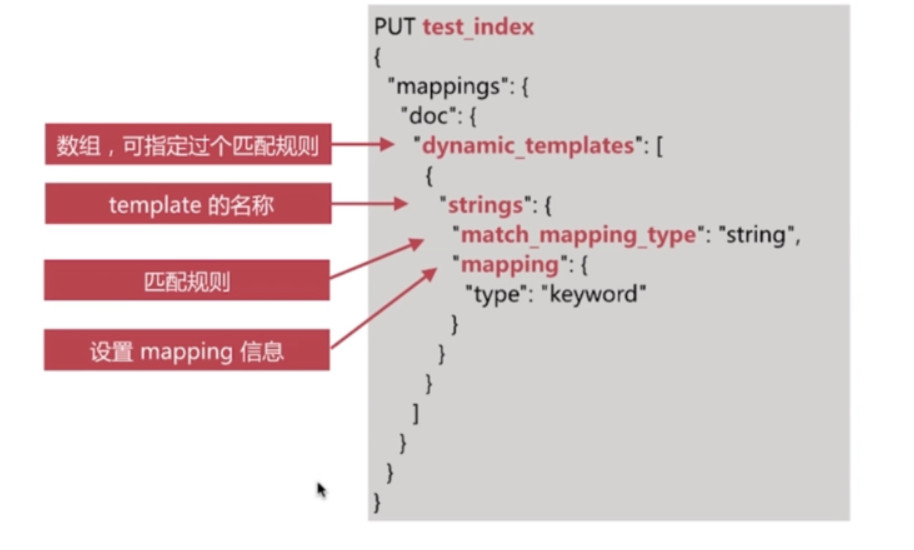 PUT test_index
{
"mappings": {
"doc": {
数组，可指定过个匹配规则
"dynamic_templates": [
{
template 的名称
"strings": {
匹配规则
"match_mapping_type": "string",
设置 mapping 信息
"mapping": {
"type": "keyword"
}
}
}
]
}
}
}